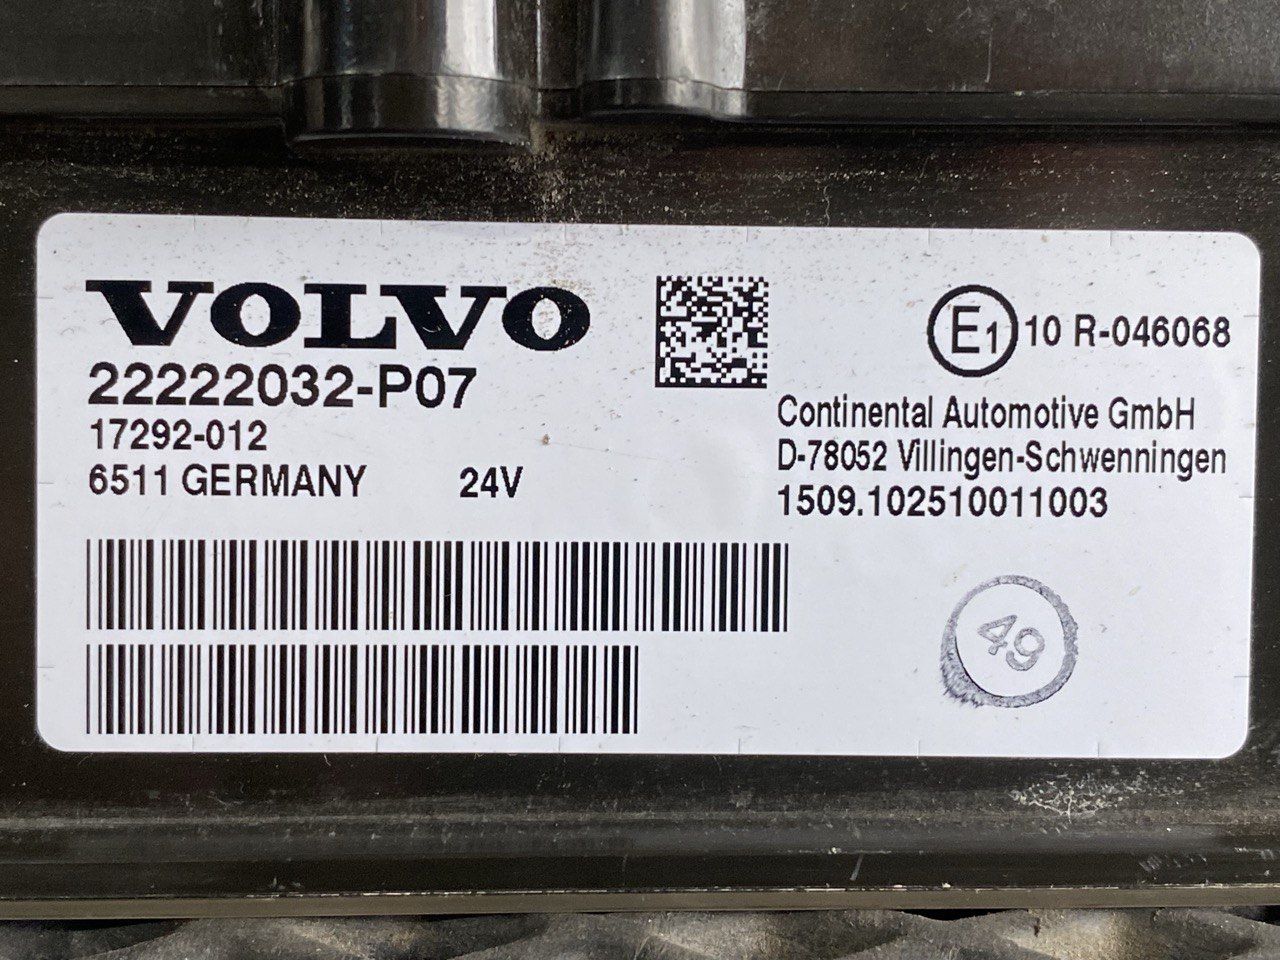 VOLVO
22222032-P07
17292-012
6511 GERMANY 24V
E1 10 R-046068
Continental Automotive GmbH
D-78052 Villingen-Schwenningen
1509.102510011003
49